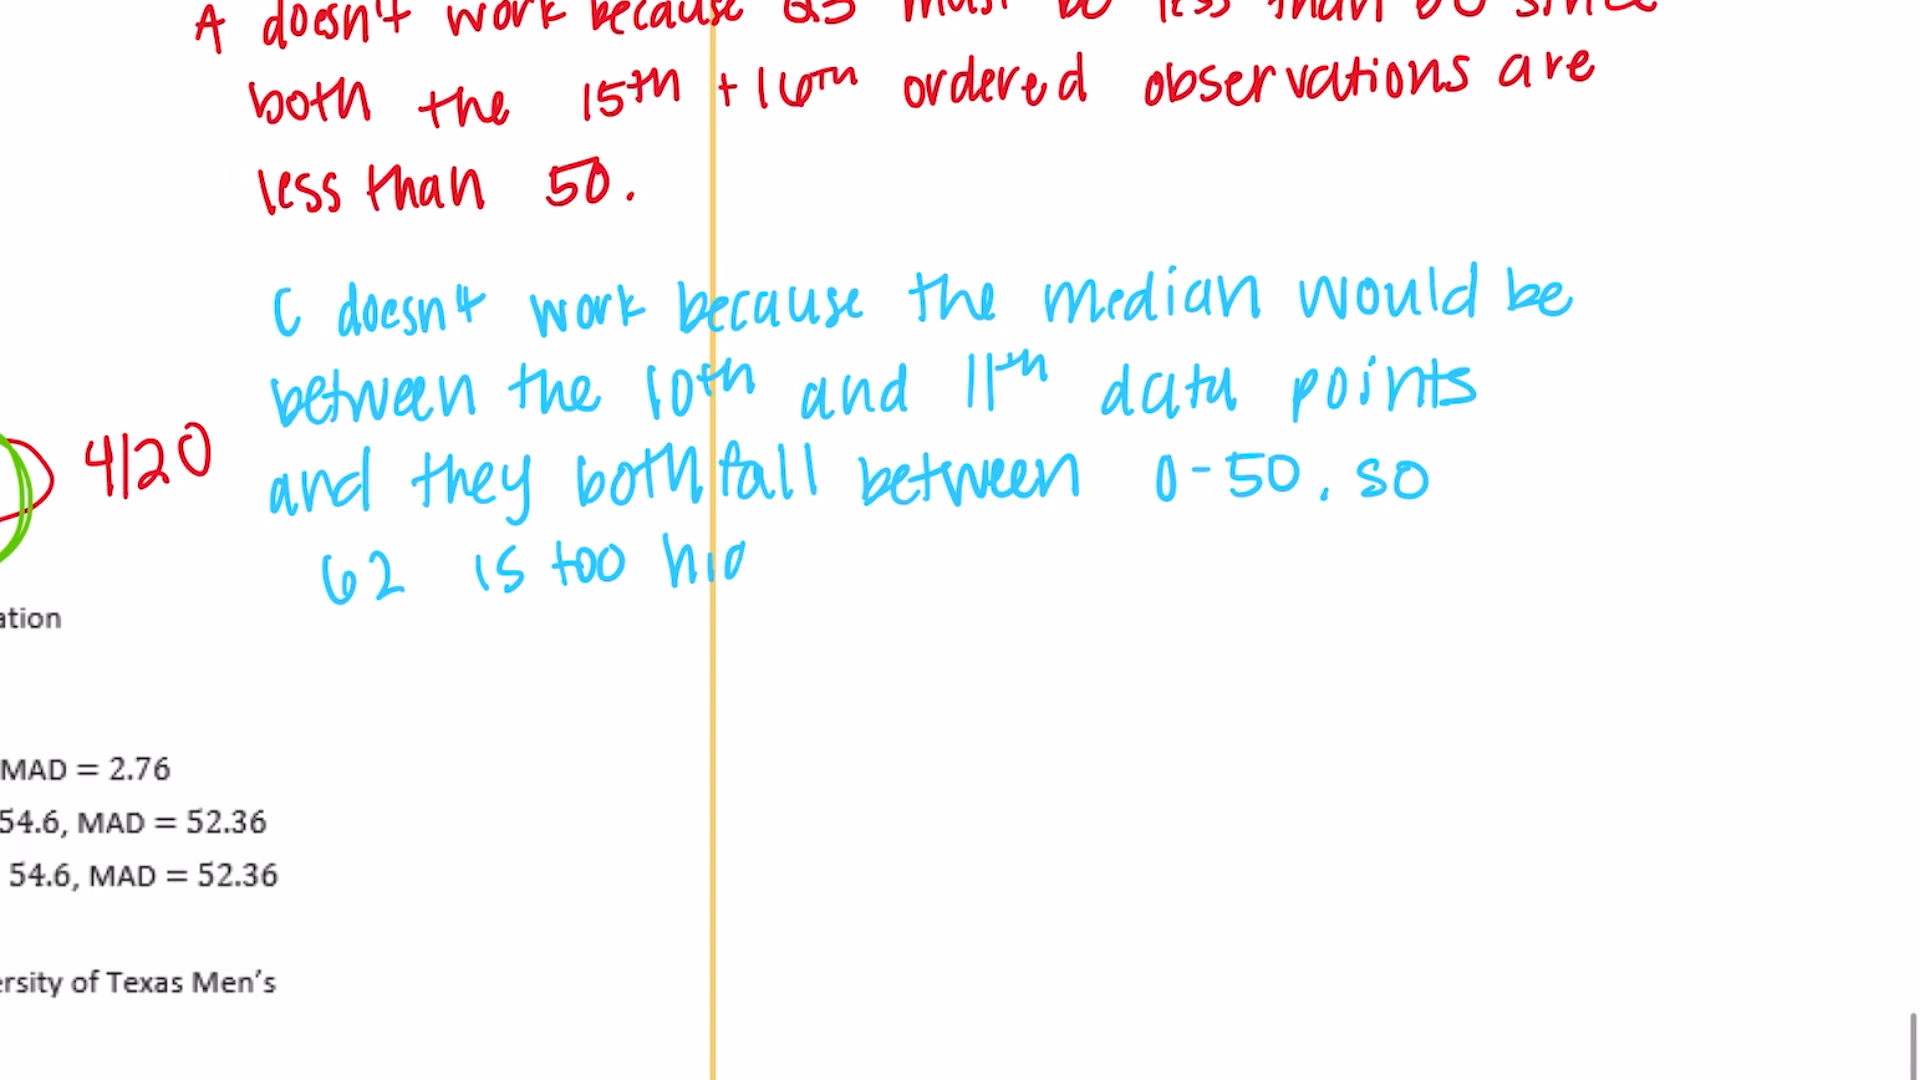 A doesn't work because Q3 must be less than 50 since
both the 15th + 16th ordered observations are
less than 50.
C doesn't work because the median would be
between the 10th and 11th data points
4/20
and they both fall between 0-50. so
62 is too hig
ation
MAD = 2.76
54.6, MAD = 52.36
54.6, MAD = 52.36
ersity of Texas Men's